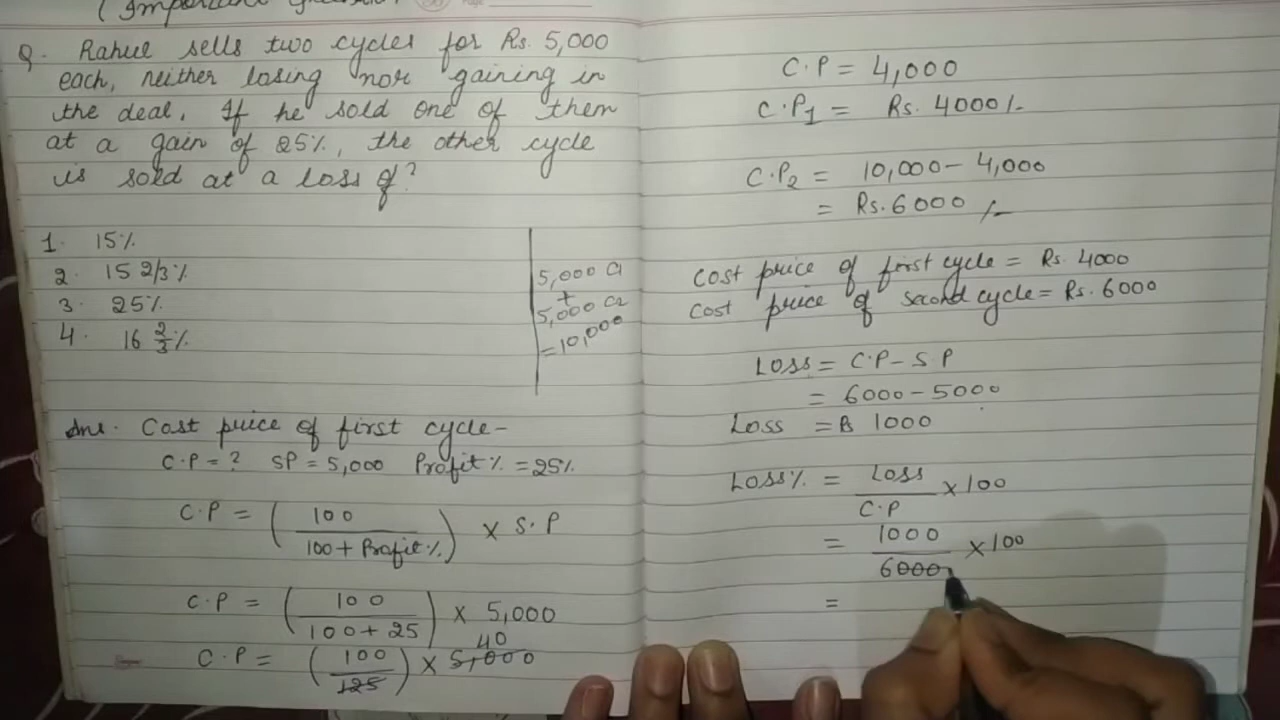 (Important
Q. Rahul sells two cycles for Rs. 5,000
each, neither losing nor gaining in
the deal. If he sold one of them
at a gain of 25%, the other cycle
is sold at a loss of?
1. 15%
2. 15 2/3%
3. 25%
4. 16 2/3%
5,000 C1
+
5,000 C2
=10,000
Ans. Cost price of first cycle-
C.P = ? SP = 5,000 Profit% = 25%
C.P = (100 / 100 + Profit%) × S.P
C.P = (100 / 100 + 25) × 5,000
40
C.P = (100 / 125) × 5,000
C.P = 4,000
C.P1 = Rs. 4000/-
C.P2 = 10,000 - 4,000
= Rs. 6000 /-
Cost price of first cycle = Rs. 4000
Cost price of second cycle = Rs. 6000
Loss = C.P - S.P
= 6000 - 5000
Loss = Rs 1000
Loss% = Loss / C.P × 100
= 1000 / 6000 × 100
=